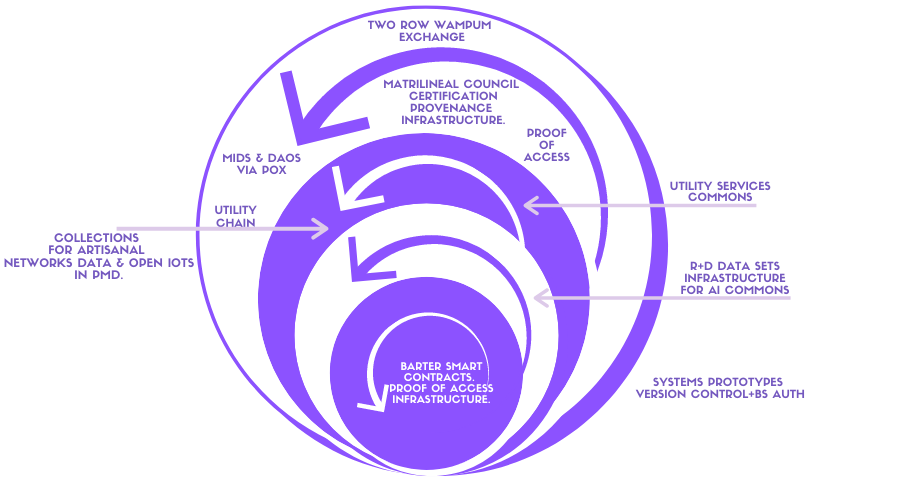 TWO ROW WAMPUM
EXCHANGE
MATRILINEAL COUNCIL
CERTIFICATION
PROVENANCE
INFRASTRUCTURE.
PROOF
OF
ACCESS
MIDS & DAOS
VIA POX
UTILITY SERVICES
COMMONS
UTILITY
CHAIN
COLLECTIONS
FOR ARTISANAL
NETWORKS DATA & OPEN IOTS
IN PMD.
R+D DATA SETS
INFRASTRUCTURE
FOR AI COMMONS
BARTER SMART
CONTRACTS.
PROOF OF ACCESS
INFRASTRUCTURE.
SYSTEMS PROTOTYPES
VERSION CONTROL+BS AUTH